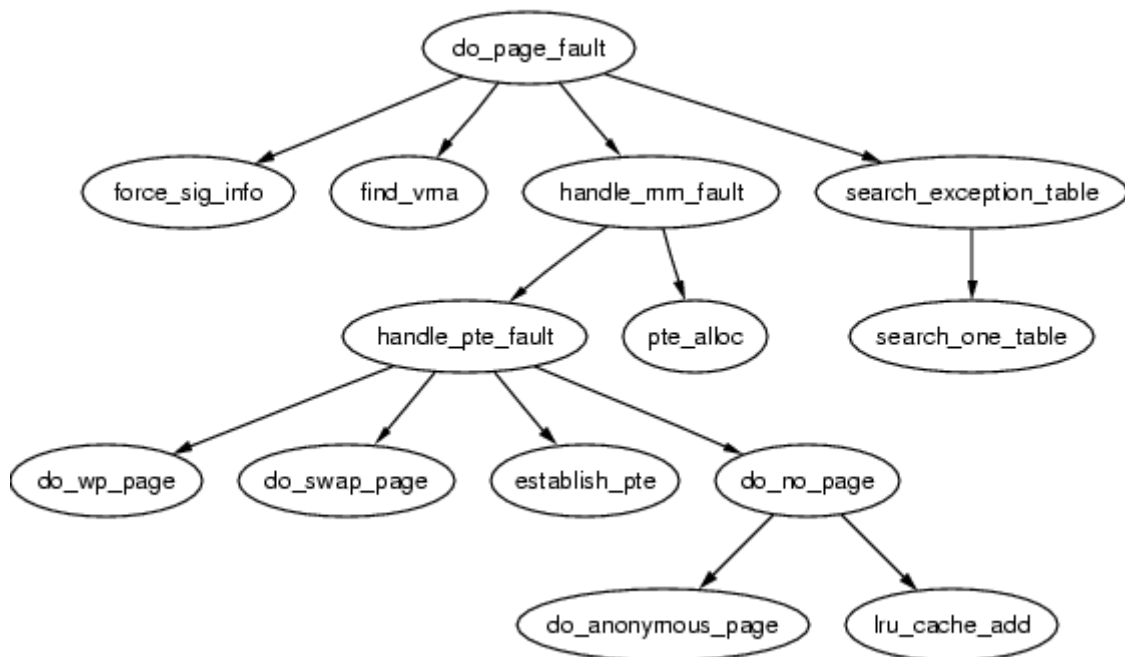 do_page_fault
force_sig_info
find_vma
handle_mm_fault
search_exception_table
handle_pte_fault
pte_alloc
search_one_table
do_wp_page
do_swap_page
establish_pte
do_no_page
do_anonymous_page
lru_cache_add